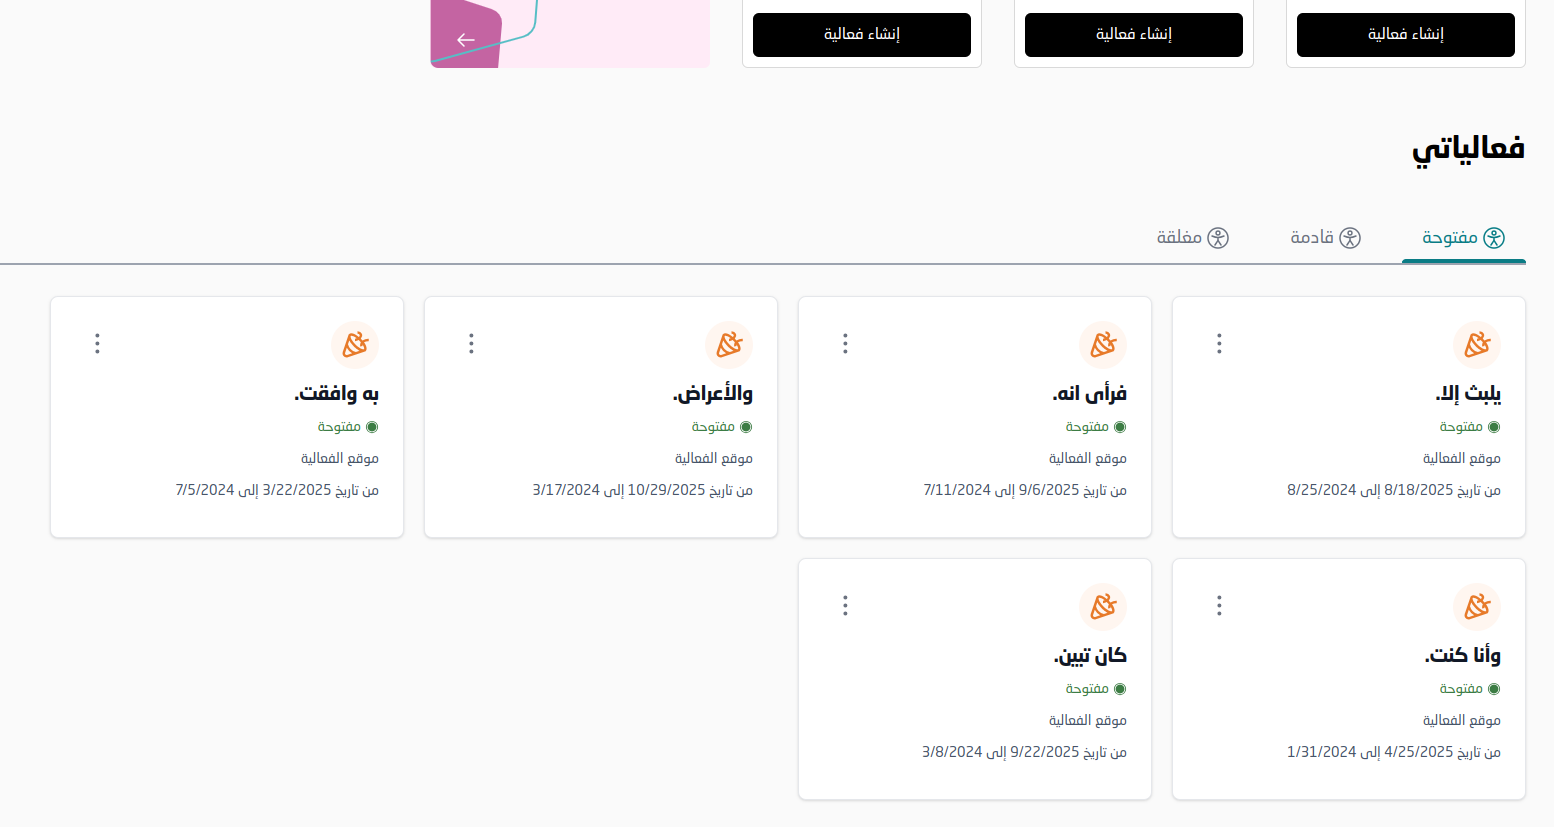 إنشاء فعالية
إنشاء فعالية
إنشاء فعالية
فعالياتي
مفتوحة
قادمة
مغلقة
يلبث إلا.
مفتوحة
موقع الفعالية
من تاريخ 8/18/2025 إلى 8/25/2024
فرأى انه.
مفتوحة
موقع الفعالية
من تاريخ 9/6/2025 إلى 7/11/2024
والأعراض.
مفتوحة
موقع الفعالية
من تاريخ 10/29/2025 إلى 3/17/2024
به وافقت.
مفتوحة
موقع الفعالية
من تاريخ 3/22/2025 إلى 7/5/2024
وأنا كنت.
مفتوحة
موقع الفعالية
من تاريخ 4/25/2025 إلى 1/31/2024
كان تبين.
مفتوحة
موقع الفعالية
من تاريخ 9/22/2025 إلى 3/8/2024